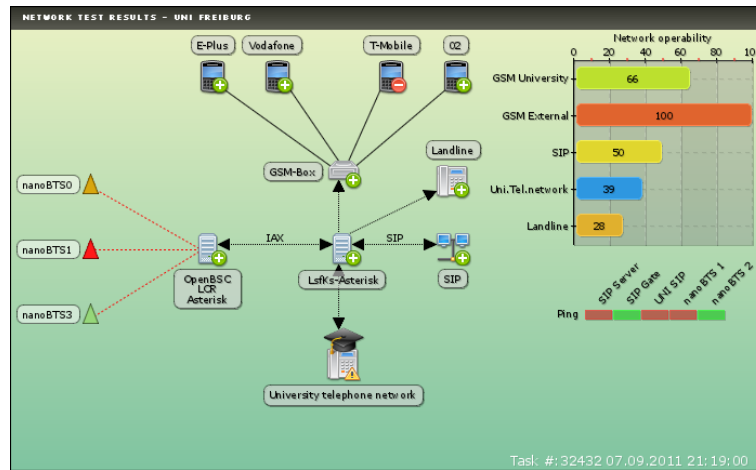 NETWORK TEST RESULTS - UNI FREIBURG
E-Plus
Vodafone
T-Mobile
O2
GSM-Box
Landline
nanoBTS0
nanoBTS1
nanoBTS3
IAX
SIP
OpenBSC
LCR
Asterisk
LsfKs-Asterisk
SIP
University telephone network
Network operability
0 20 40 60 80 100
GSM University 66
GSM External 100
SIP 50
Uni.Tel.network 39
Landline 28
SIP Server
SIP Gate
UNI SIP
nanoBTS 1
nanoBTS 2
Ping
Task #:32432 07.09.2011 21:19:00